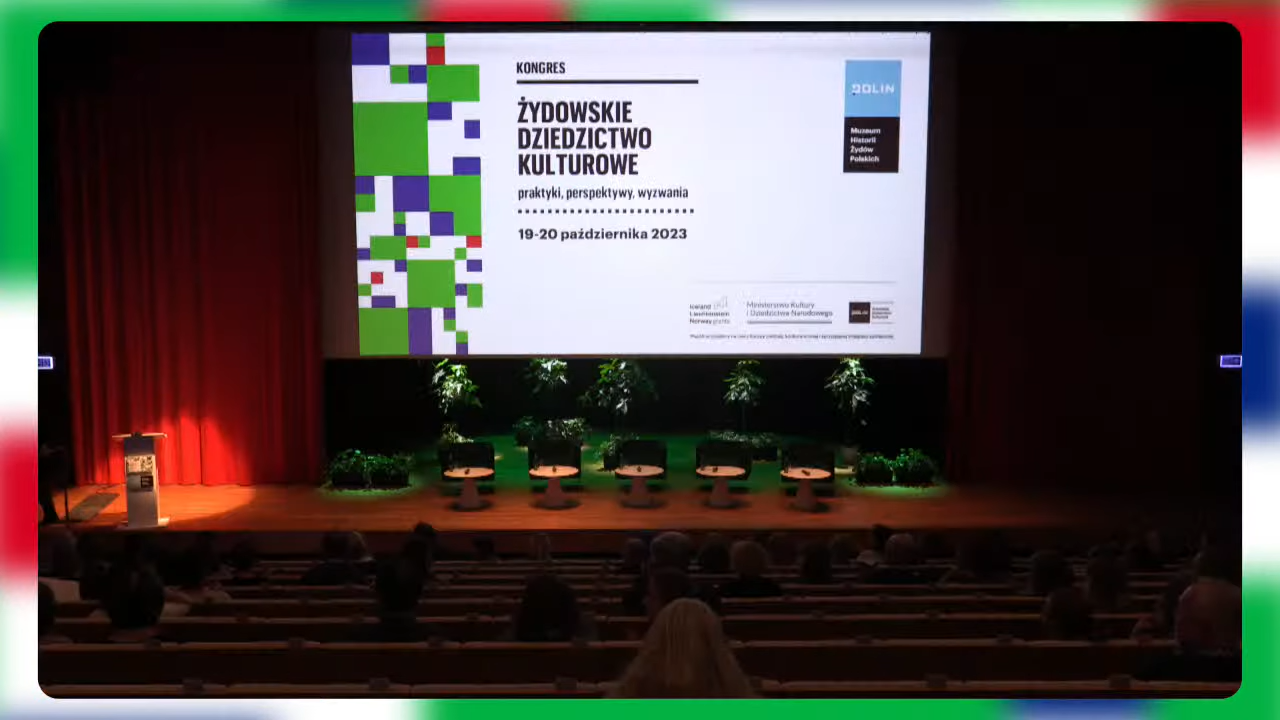 KONGRES
ŻYDOWSKIE
DZIEDZICTWO
KULTUROWE
praktyki, perspektywy, wyzwania
19-20 października 2023
POLIN
Muzeum
Historii
Żydów
Polskich
Iceland
Liechtenstein
Norway grants
Ministerstwo Kultury
i Dziedzictwa Narodowego